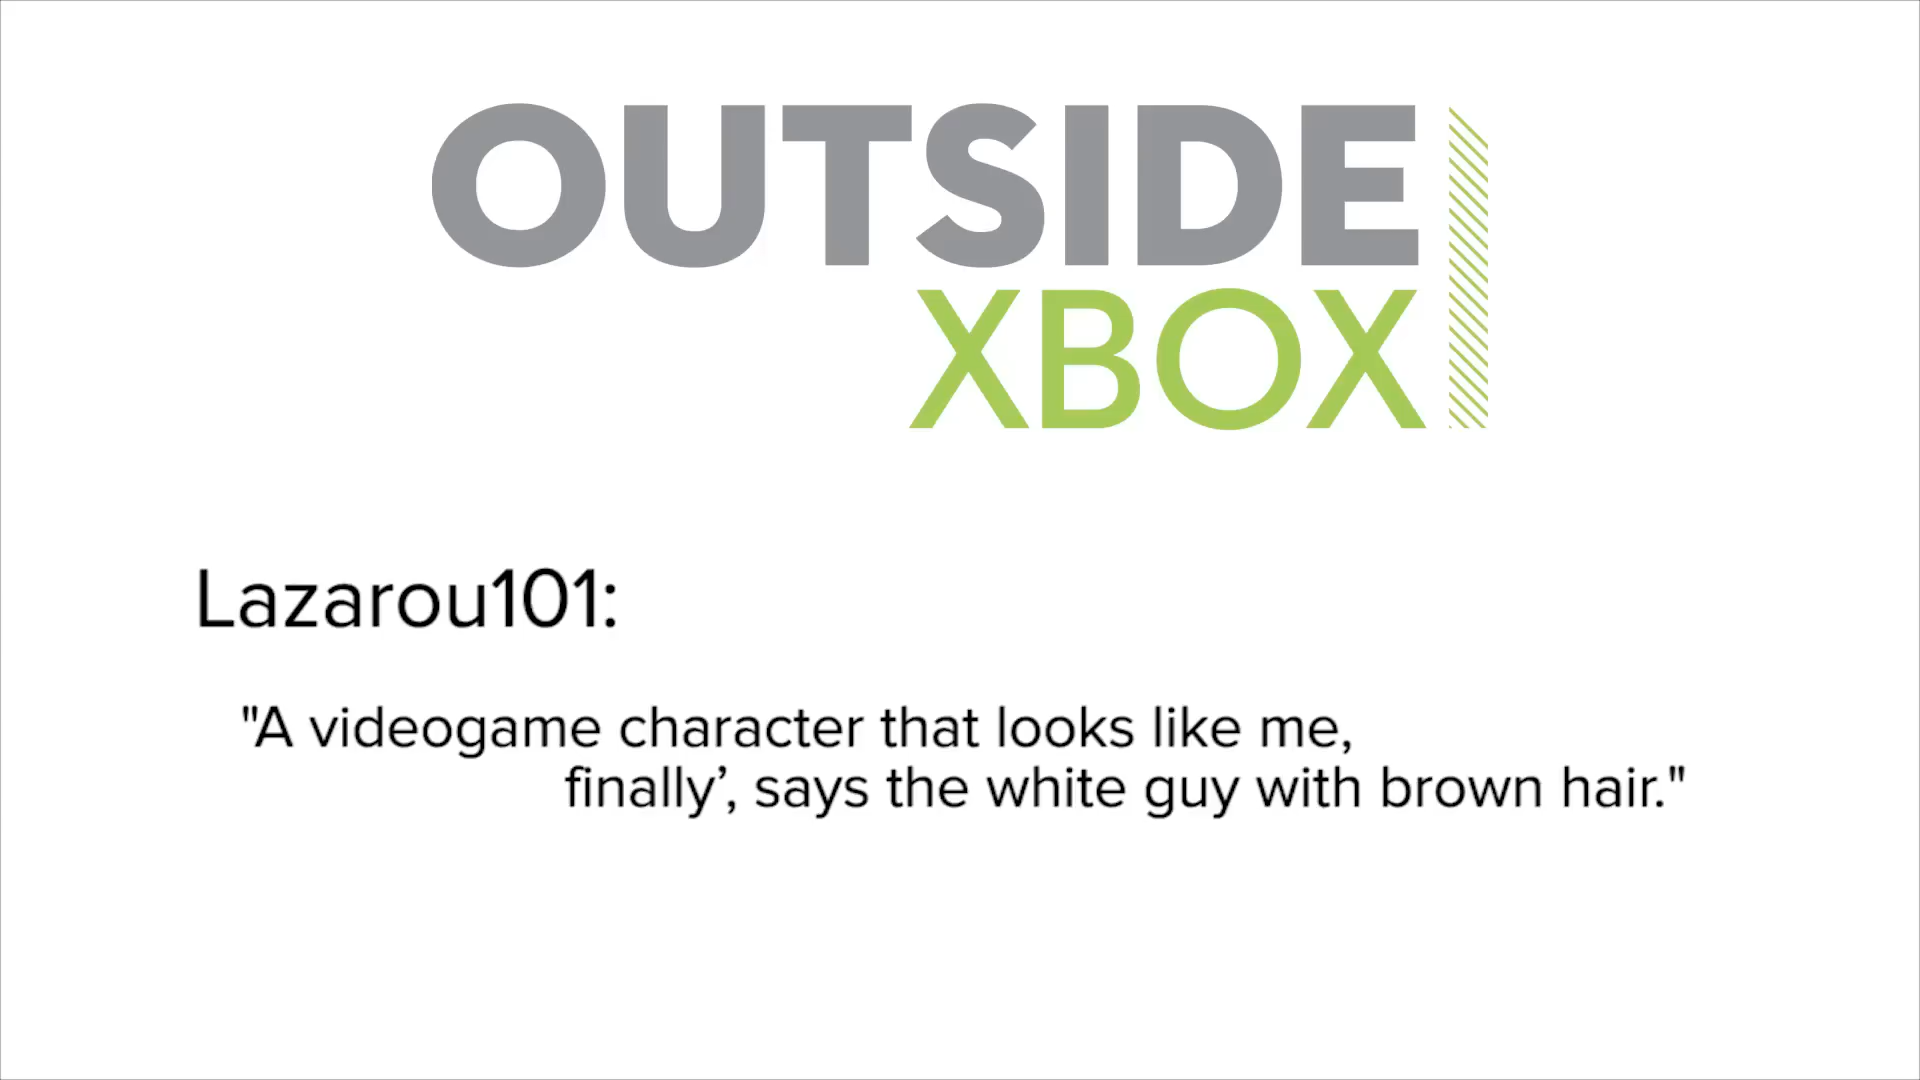 OUTSIDE
XBOX
Lazarou101:
"A videogame character that looks like me,
finally’, says the white guy with brown hair."